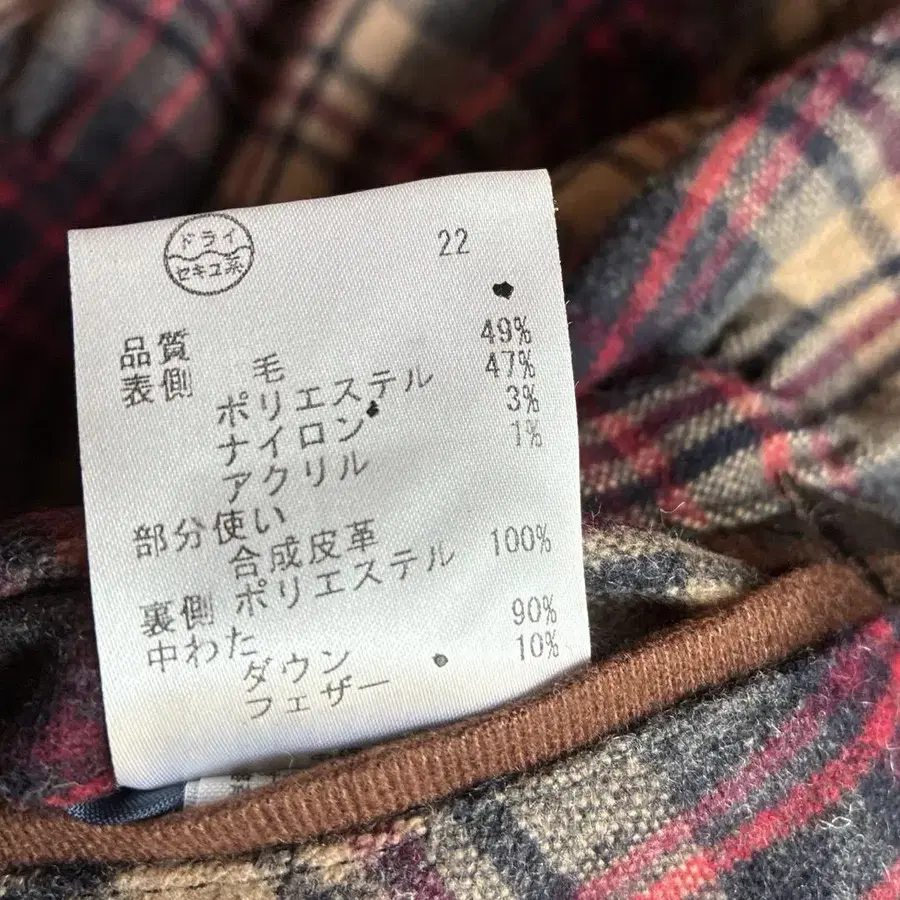 ドライ
セキユ系
22
品質
表側 毛 49%
ポリエステル 47%
ナイロン 3%
アクリル 1%
部分使い
合成皮革
裏側 ポリエステル 100%
中わた
ダウン 90%
フェザー 10%